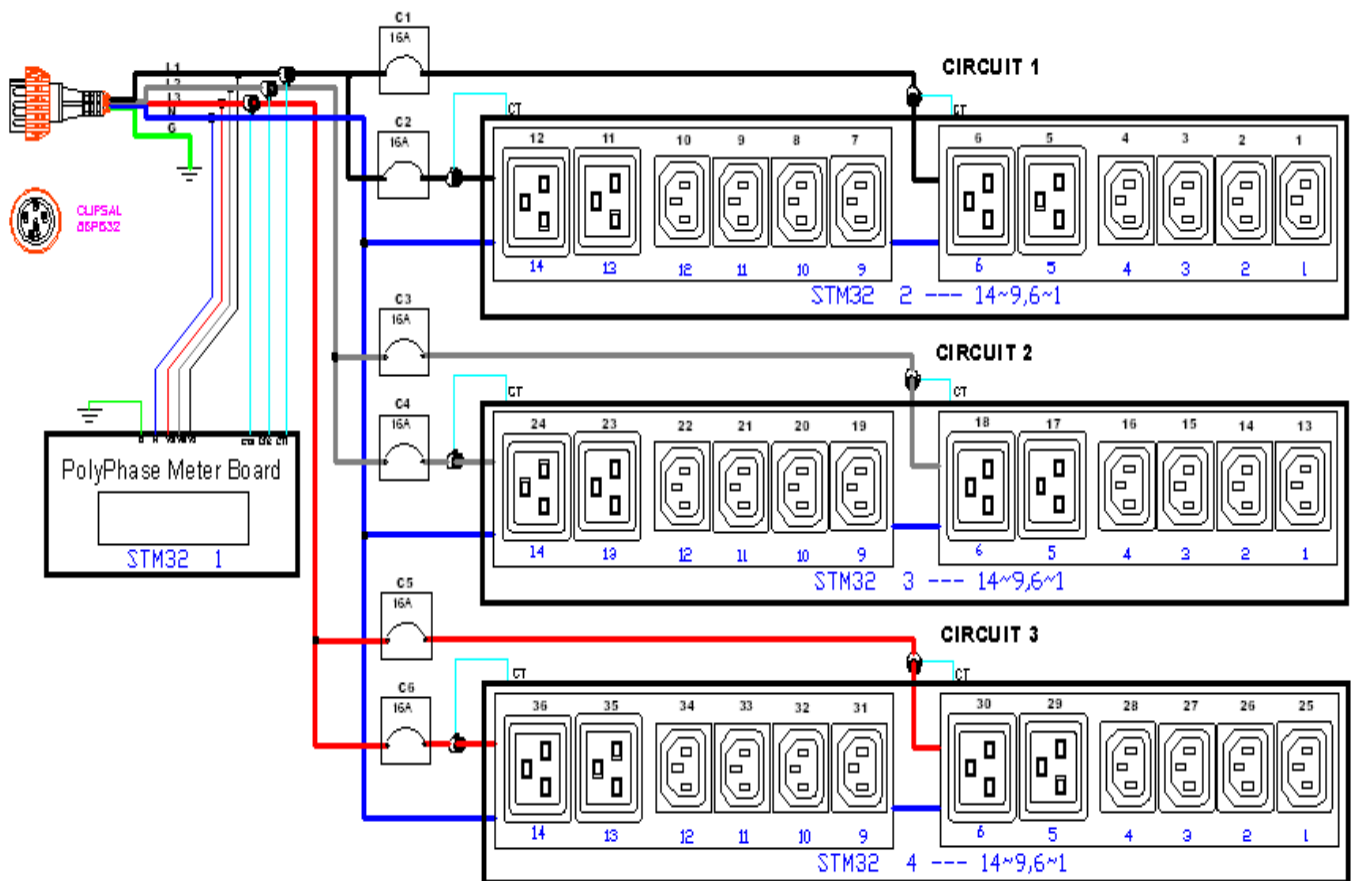 C1
16A
L1
L2
L3
N
G
CIRCUIT 1
C2
16A
CT
CT
12 11 10 9 8 7 6 5 4 3 2 1
14 13 12 11 10 9 6 5 4 3 2 1
STM32 2 --- 14~9,6~1
CLIPSAL
56PB32
C3
16A
CIRCUIT 2
C4
16A
CT
CT
24 23 22 21 20 19 18 17 16 15 14 13
14 13 12 11 10 9 6 5 4 3 2 1
STM32 3 --- 14~9,6~1
PolyPhase Meter Board
STM32 1
C5
16A
CIRCUIT 3
C6
16A
CT
CT
36 35 34 33 32 31 30 29 28 27 26 25
14 13 12 11 10 9 6 5 4 3 2 1
STM32 4 --- 14~9,6~1